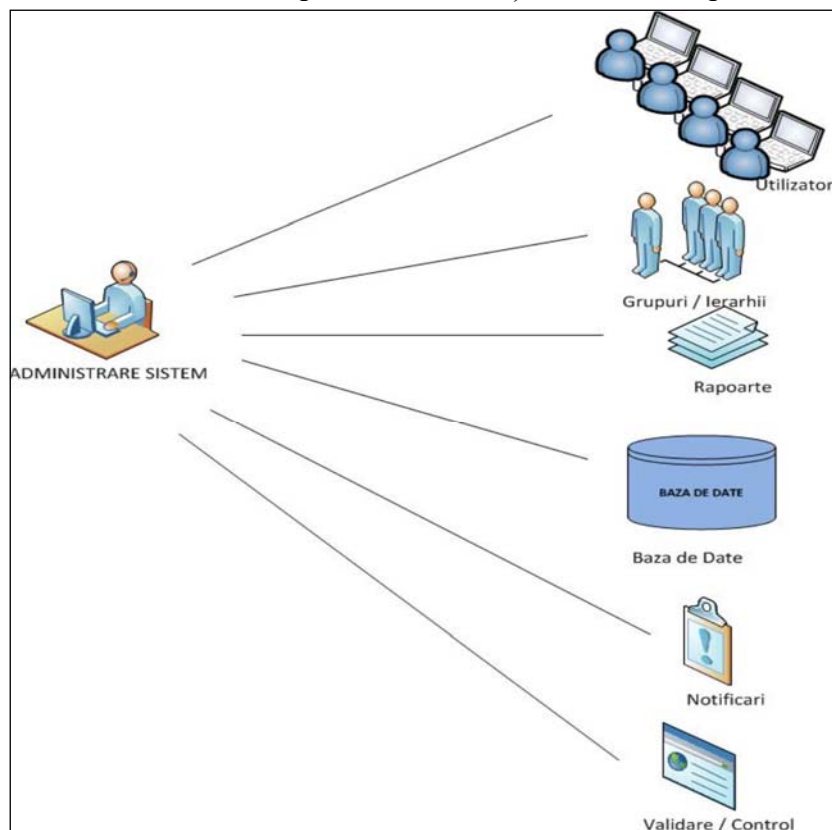 Utilizator
Grupuri / Ierarhii
ADMINISTRARE SISTEM
Rapoarte
BAZA DE DATE
Baza de Date
Notificari
Validare / Control